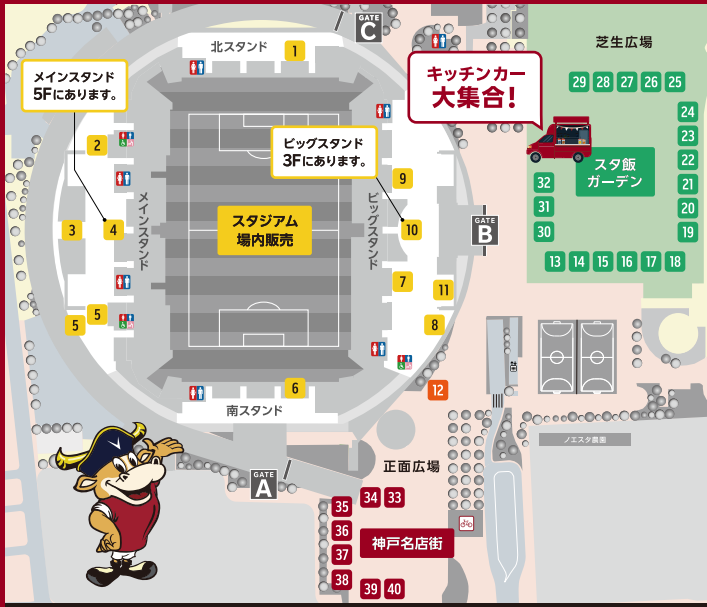 GATE
C
北スタンド
1
芝生広場
メインスタンド
5Fにあります。
キッチンカー
大集合！
29 28 27 26 25
24
23
22
21
20
19
スタ飯
ガーデン
32
31
30
13 14 15 16 17 18
2
ビッグスタンド
3Fにあります。
メインスタンド
ビッグスタンド
9
3
4
スタジアム
場内販売
10
GATE
B
7
11
5
5
8
6
12
南スタンド
ノエスタ農園
GATE
A
正面広場
35
34 33
36
37
38
神戸名店街
39 40